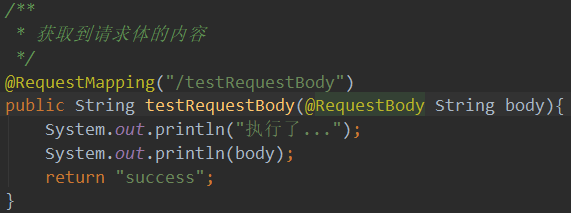 /**
 * 获取到请求体的内容
 */
@RequestMapping("/testRequestBody")
public String testRequestBody(@RequestBody String body){
    System.out.println("执行了...");
    System.out.println(body);
    return "success";
}